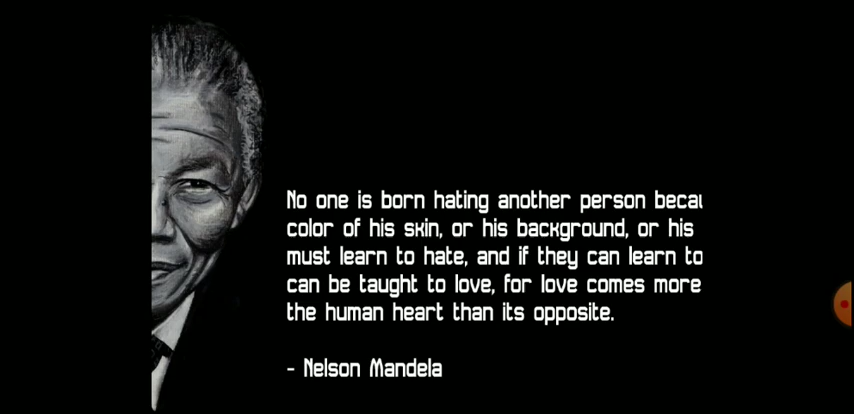 No one is born hating another person
color of his skin, or his background, or his
must learn to hate, and if they can learn to
can be taught to love, for love comes more
the human heart than its opposite.
- Nelson Mandela